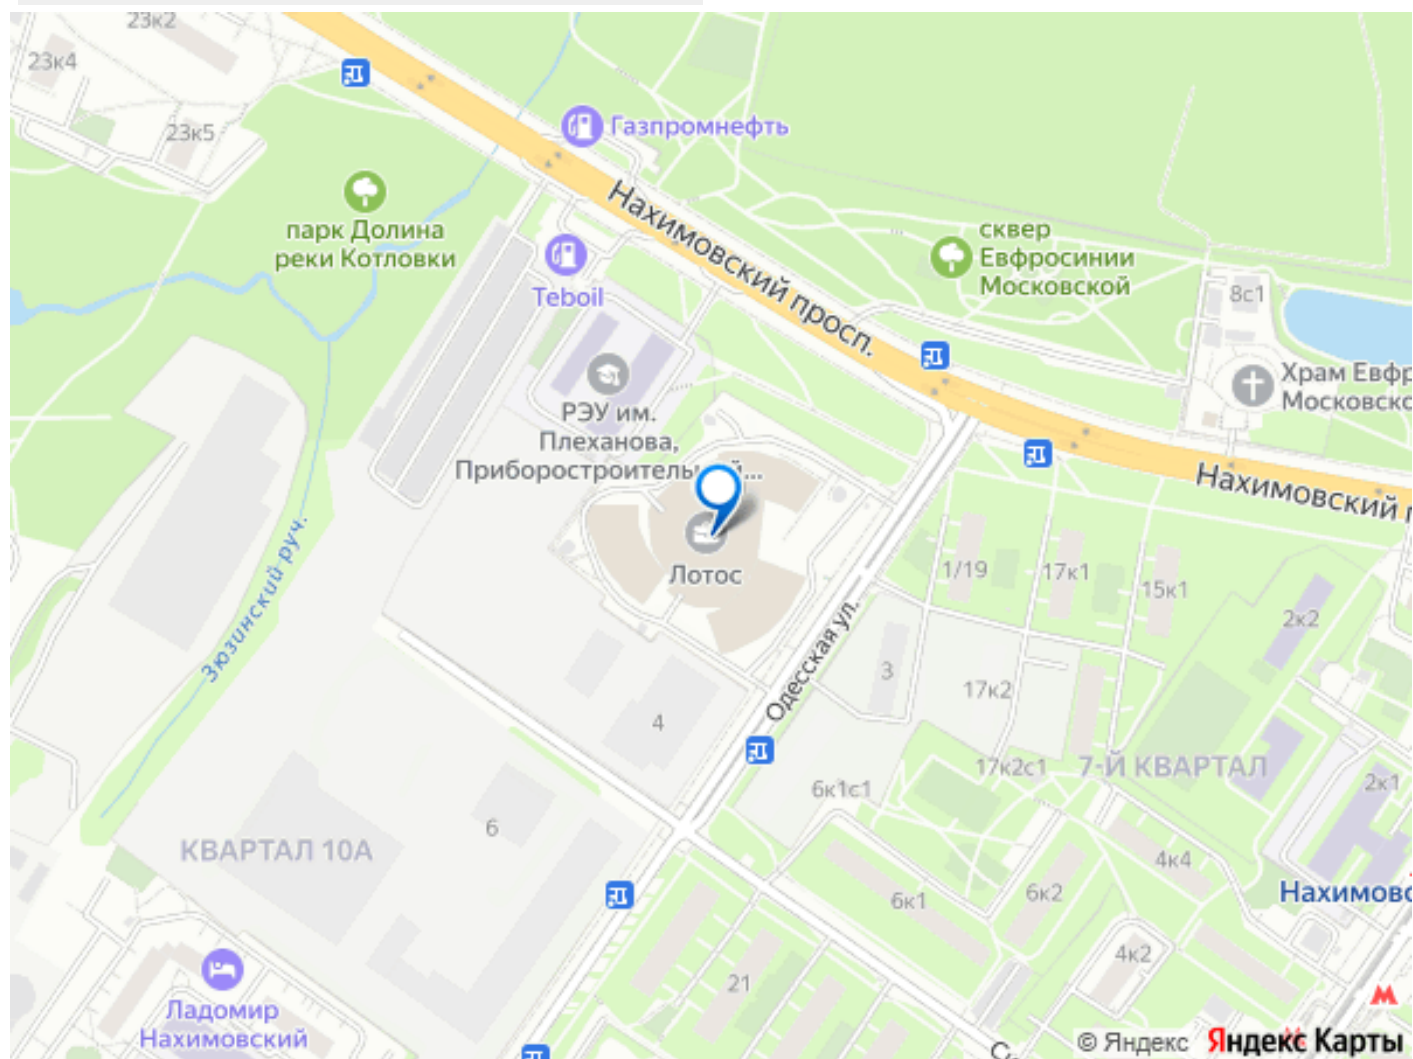 23к2
23к4
23к5
Газпромнефть
парк Долина
реки Котловки
Teboil
Нахимовский просп.
сквер
Евфросинии
Московской
8с1
Храм Евфр
Московско
РЭУ им.
Плеханова,
Приборостроительный...
Нахимовский п
Лотос
1/19
17к1
15к1
2к2
Зюзинский руч.
Одесская ул.
3
17к2
4
17к2с1
7-Й КВАРТАЛ
2к1
6к1с1
6
КВАРТАЛ 10А
4к4
6к1
6к2
Нахимово
4к2
21
Ладомир
Нахимовский
С
© Яндекс
Яндекс Карты